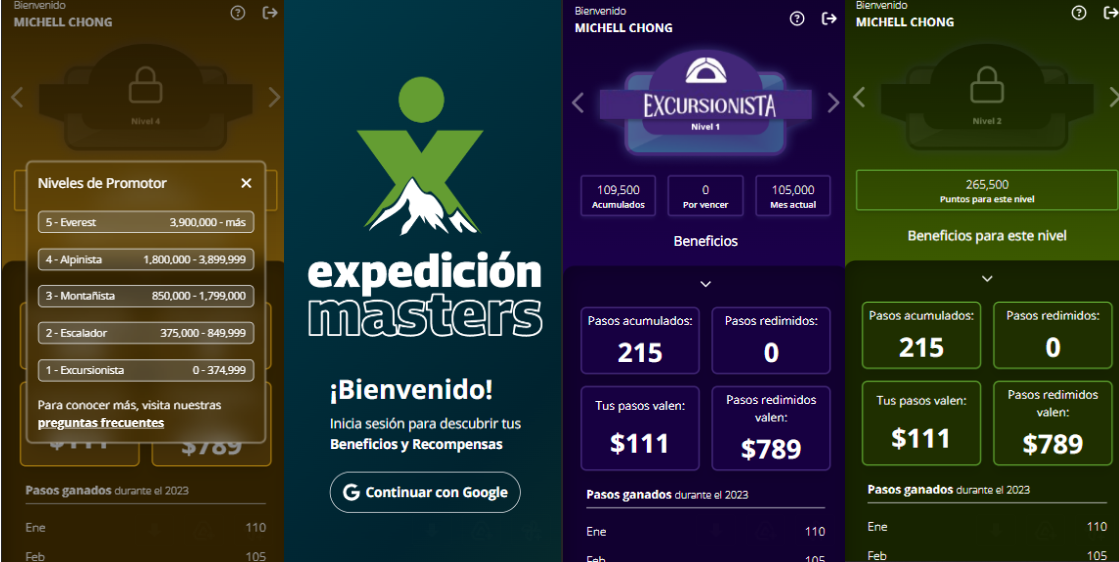 Bienvenido
MICHELL CHONG
Nivel 4
Niveles de Promotor
5 - Everest 3,900,000 - más
4 - Alpinista 1,800,000 - 3,899,999
3 - Montañista 850,000 - 1,799,000
2 - Escalador 375,000 - 849,999
1 - Excursionista 0 - 374,999
Para conocer más, visita nuestras
preguntas frecuentes
$111 $789
Pasos ganados durante el 2023
Ene 110
Feb 105
expedición
masters
¡Bienvenido!
Inicia sesión para descubrir tus
Beneficios y Recompensas
G Continuar con Google
Bienvenido
MICHELL CHONG
EXCURSIONISTA
Nivel 1
109,500 0 105,000
Acumulados Por vencer Mes actual
Beneficios
Pasos acumulados: Pasos redimidos:
215 0
Tus pasos valen: Pasos redimidos
valen:
$111 $789
Pasos ganados durante el 2023
Ene 110
Feb 105
Bienvenido
MICHELL CHONG
Nivel 2
265,500
Puntos para este nivel
Beneficios para este nivel
Pasos acumulados: Pasos redimidos:
215 0
Tus pasos valen: Pasos redimidos
valen:
$111 $789
Pasos ganados durante el 2023
Ene 110
Feb 105